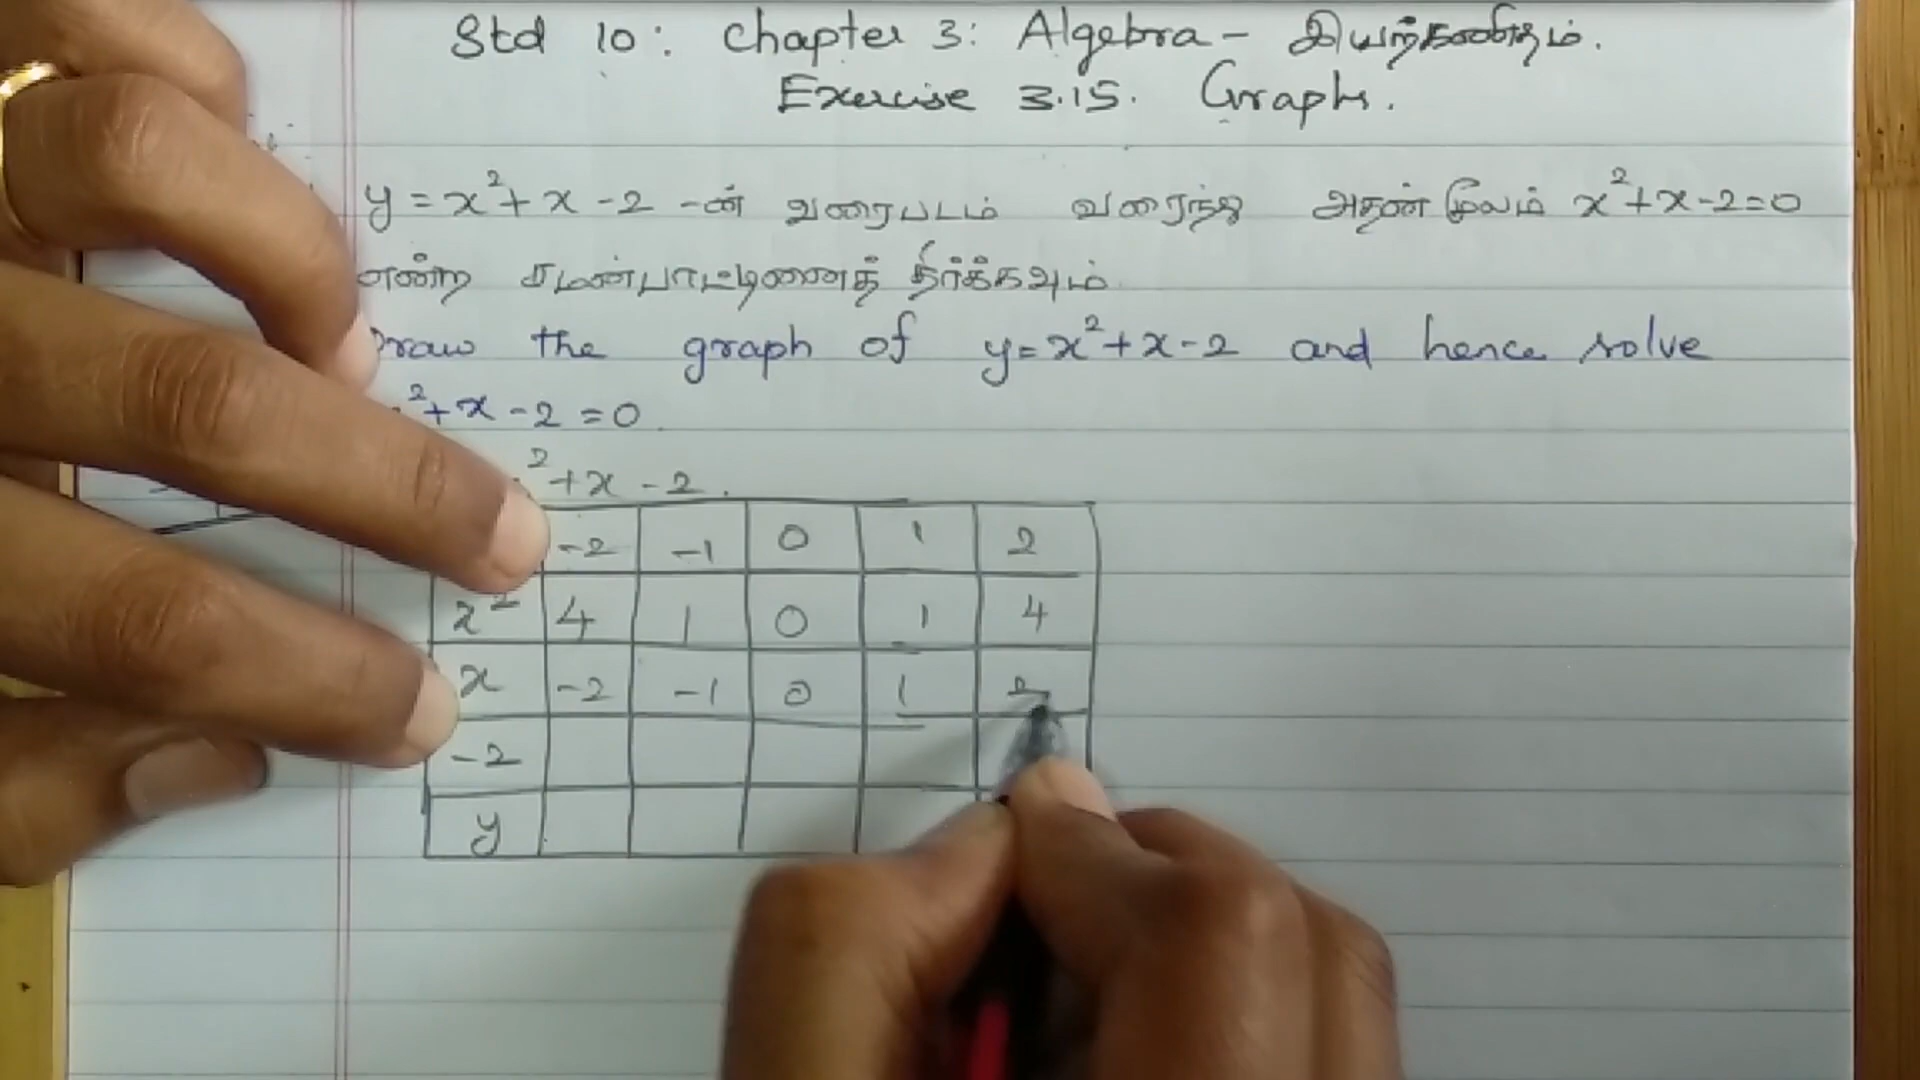 Std 10: Chapter 3: Algebra - இயற்கணிதம்.
Exercise 3.15. Graphs.
y = x² + x - 2 -ன் வரைபடம் வரைந்து அதன் மூலம் x² + x - 2 = 0
என்ற சமன்பாட்டினைத் தீர்க்கவும்.
Draw the graph of y = x² + x - 2 and hence solve
² + x - 2 = 0.
² + x - 2.
-2 -1 0 1 2
x² 4 1 0 1 4
x -2 -1 0 1 2
-2
y